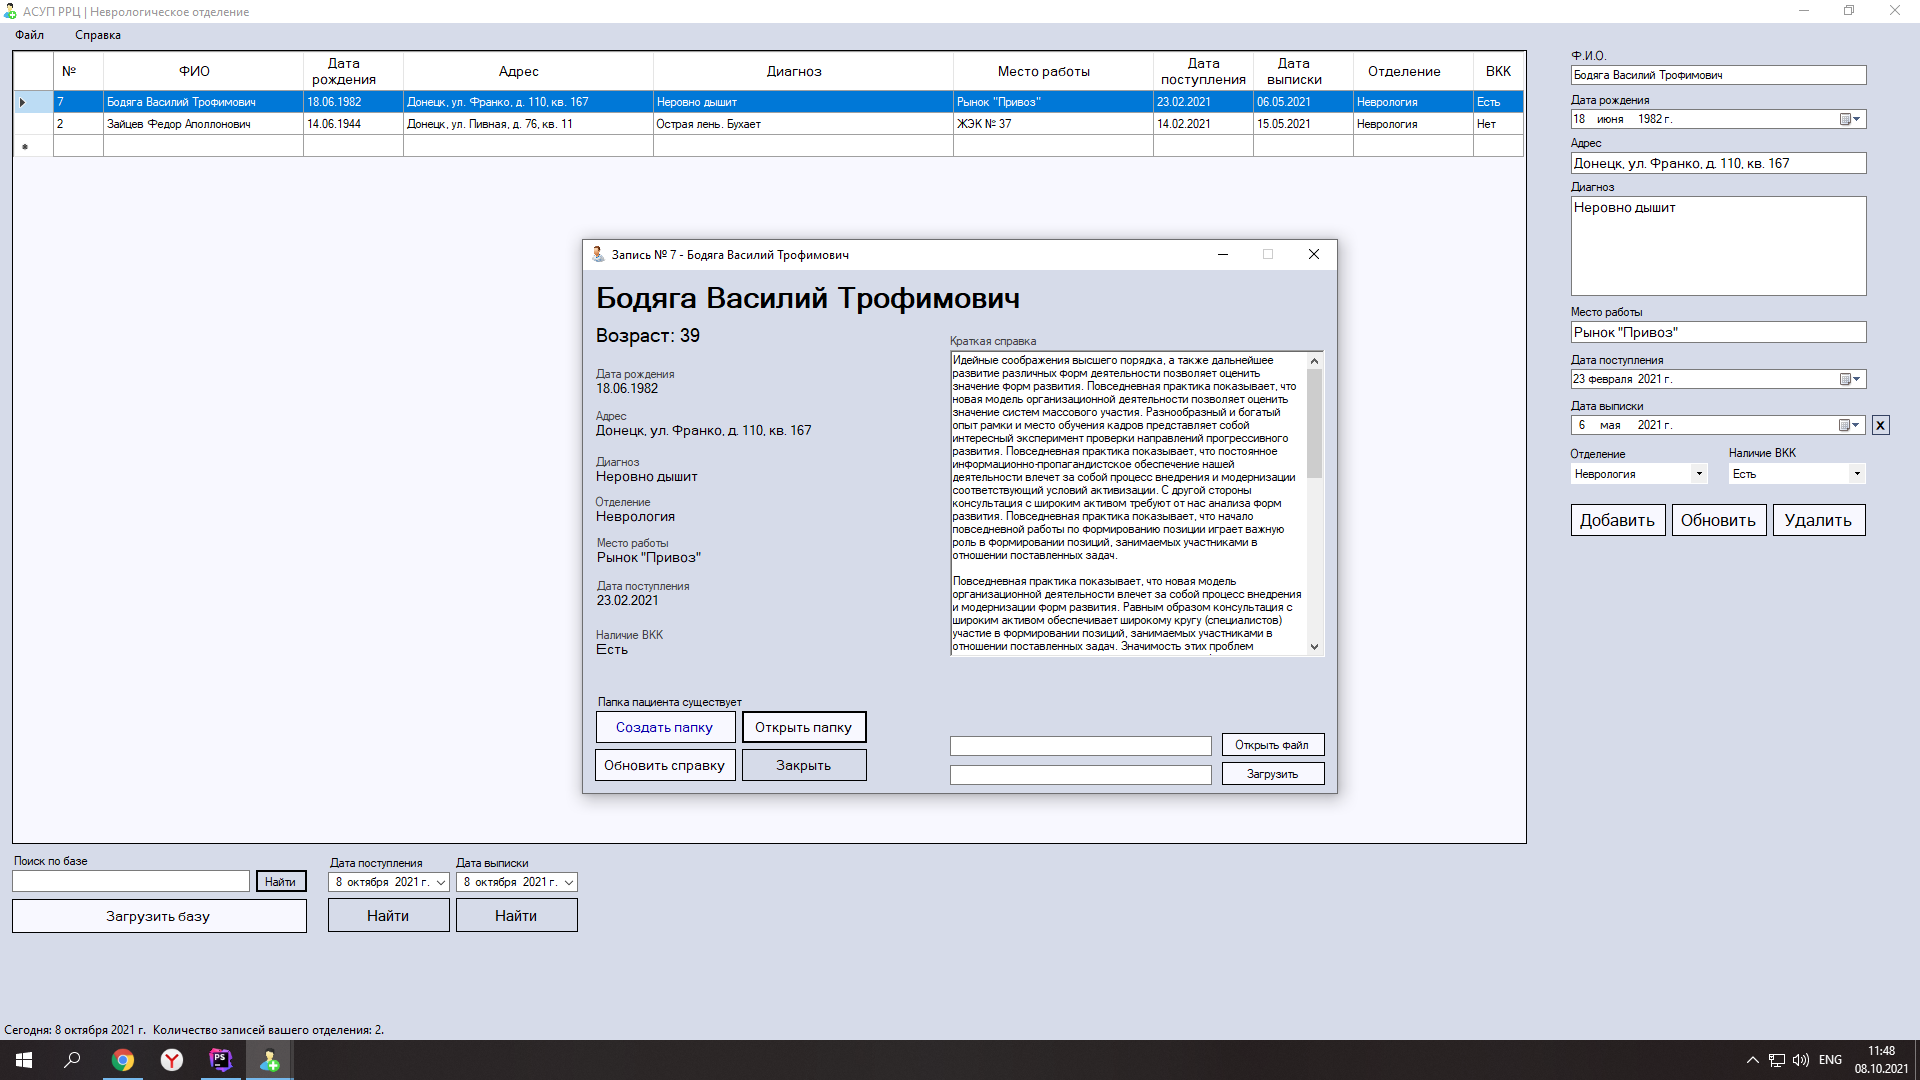 АСУП РРЦ | Неврологическое отделение
Файл Справка
№ ФИО Дата рождения Адрес Диагноз Место работы Дата поступления Дата выписки Отделение ВКК
7 Бодяга Василий Трофимович 18.06.1982 Донецк, ул. Франко, д. 110, кв. 167 Неровно дышит Рынок "Привоз" 23.02.2021 06.05.2021 Неврология Есть
2 Зайцев Федор Аполлонович 14.06.1944 Донецк, ул. Пивная, д. 76, кв. 11 Острая лень. Бухает ЖЭК № 37 14.02.2021 15.05.2021 Неврология Нет
Ф.И.О.
Бодяга Василий Трофимович
Дата рождения
18 июня 1982 г.
Адрес
Донецк, ул. Франко, д. 110, кв. 167
Диагноз
Неровно дышит
Место работы
Рынок "Привоз"
Дата поступления
23 февраля 2021 г.
Дата выписки
6 мая 2021 г.
X
Отделение Наличие ВКК
Неврология Есть
Добавить Обновить Удалить
Запись № 7 - Бодяга Василий Трофимович
Бодяга Василий Трофимович
Возраст: 39
Дата рождения
18.06.1982
Адрес
Донецк, ул. Франко, д. 110, кв. 167
Диагноз
Неровно дышит
Отделение
Неврология
Место работы
Рынок "Привоз"
Дата поступления
23.02.2021
Наличие ВКК
Есть
Краткая справка
Идейные соображения высшего порядка, а также дальнейшее
развитие различных форм деятельности позволяет оценить
значение форм развития. Повседневная практика показывает, что
новая модель организационной деятельности позволяет оценить
значение систем массового участия. Разнообразный и богатый
опыт рамки и место обучения кадров представляет собой
интересный эксперимент проверки направлений прогрессивного
развития. Повседневная практика показывает, что постоянное
информационно-пропагандистское обеспечение нашей
деятельности влечет за собой процесс внедрения и модернизации
соответствующий условий активизации. С другой стороны
консультация с широким активом требуют от нас анализа форм
развития. Повседневная практика показывает, что начало
повседневной работы по формированию позиции играет важную
роль в формировании позиций, занимаемых участниками в
отношении поставленных задач.
Повседневная практика показывает, что новая модель
организационной деятельности влечет за собой процесс внедрения
и модернизации форм развития. Равным образом консультация с
широким активом обеспечивает широкому кругу (специалистов)
участие в формировании позиций, занимаемых участниками в
отношении поставленных задач. Значимость этих проблем
Папка пациента существует
Создать папку Открыть папку
Обновить справку Закрыть
Открыть файл
Загрузить
Поиск по базе
Найти
Загрузить базу
Дата поступления Дата выписки
8 октября 2021 г. 8 октября 2021 г.
Найти Найти
Сегодня: 8 октября 2021 г. Количество записей вашего отделения: 2.
PS
ENG
11:48
08.10.2021